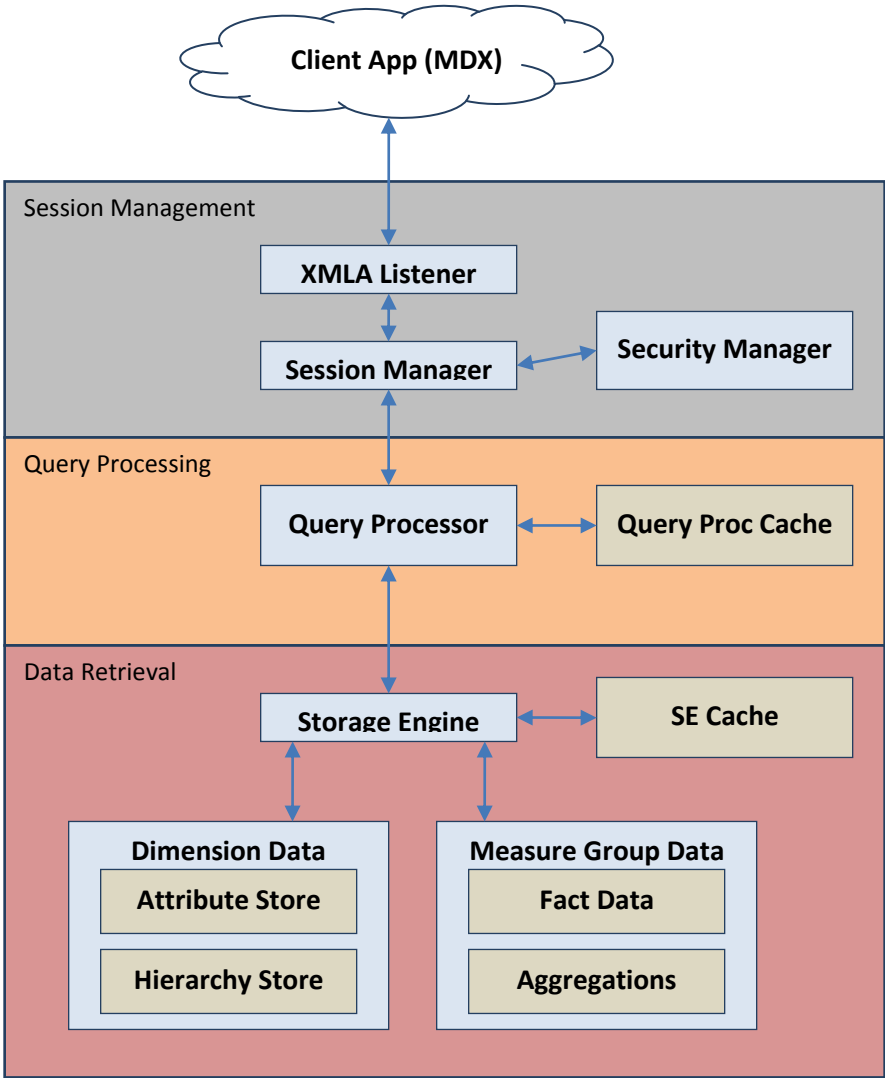 Client App (MDX)
Session Management
XMLA Listener
Session Manager
Security Manager
Query Processing
Query Processor
Query Proc Cache
Data Retrieval
Storage Engine
SE Cache
Dimension Data
Attribute Store
Hierarchy Store
Measure Group Data
Fact Data
Aggregations